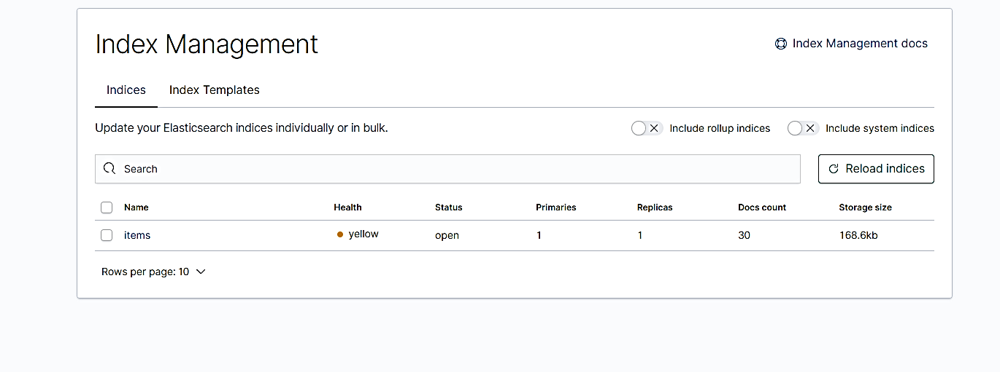 Index Management
Index Management docs
Indices Index Templates
Update your Elasticsearch indices individually or in bulk.
Include rollup indices Include system indices
Search
Reload indices
Name Health Status Primaries Replicas Docs count Storage size
items yellow open 1 1 30 168.6kb
Rows per page: 10